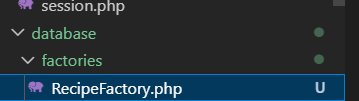 session.php
database
factories
RecipeFactory.php U